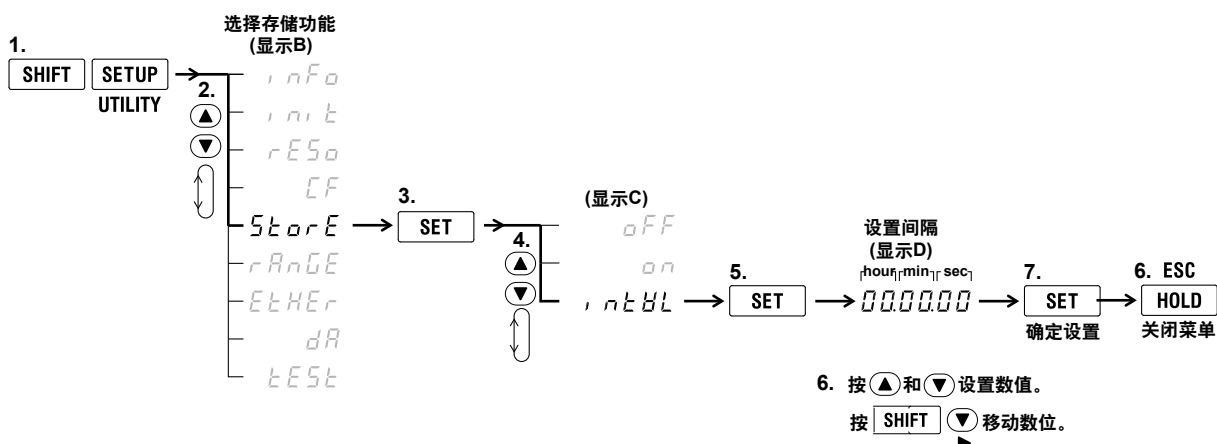 选择存储功能
(显示B)
1.
SHIFT SETUP
UTILITY
2.
inFo
init
rESo
CF
StorE
rAnGE
EtHEr
dA
tESt
3.
SET
4.
(显示C)
oFF
on
intVL
5.
SET
设置间隔
(显示D)
hour min sec
00.00.00
7.
SET
确定设置
6. ESC
HOLD
关闭菜单
6. 按▲和▼设置数值。
按 SHIFT ▼ 移动数位。